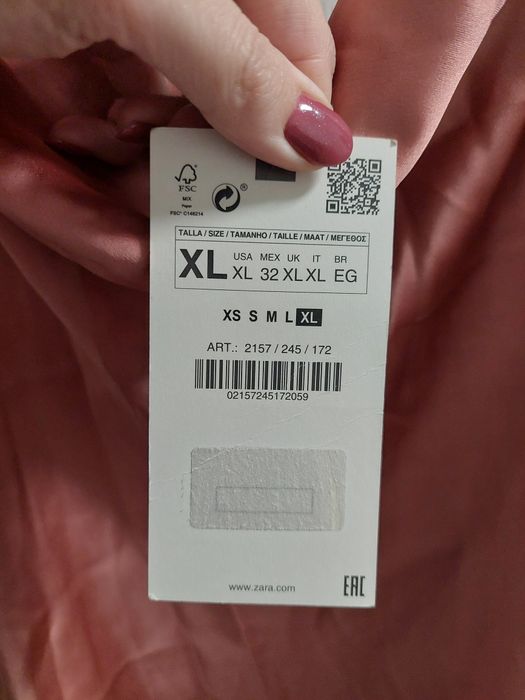 FSC
MIX
Paper
FSC® C148214
®
TALLA / SIZE / TAMANHO / TAILLE / MAAT / ΜΕΓΕΘΟΣ
XL USA MEX UK IT BR
XL 32 XL XL EG
XS S M L XL
ART.: 2157 / 245 / 172
02157245172059
www.zara.com
EAC